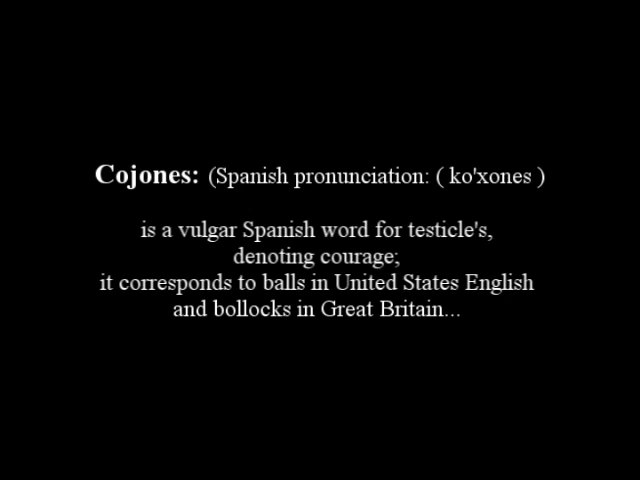 Cojones: (Spanish pronunciation: ( ko'xones )
is a vulgar Spanish word for testicle's,
denoting courage;
it corresponds to balls in United States English
and bollocks in Great Britain...